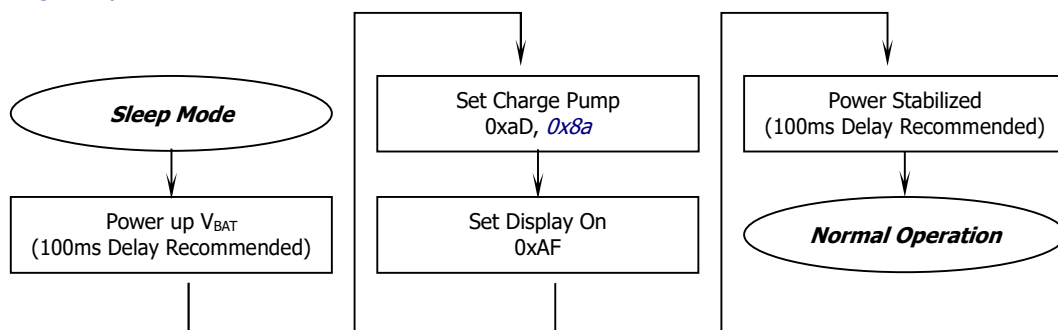 Sleep Mode
Power up VBAT
(100ms Delay Recommended)
Set Charge Pump
0xaD, 0x8a
Set Display On
0xAF
Power Stabilized
(100ms Delay Recommended)
Normal Operation